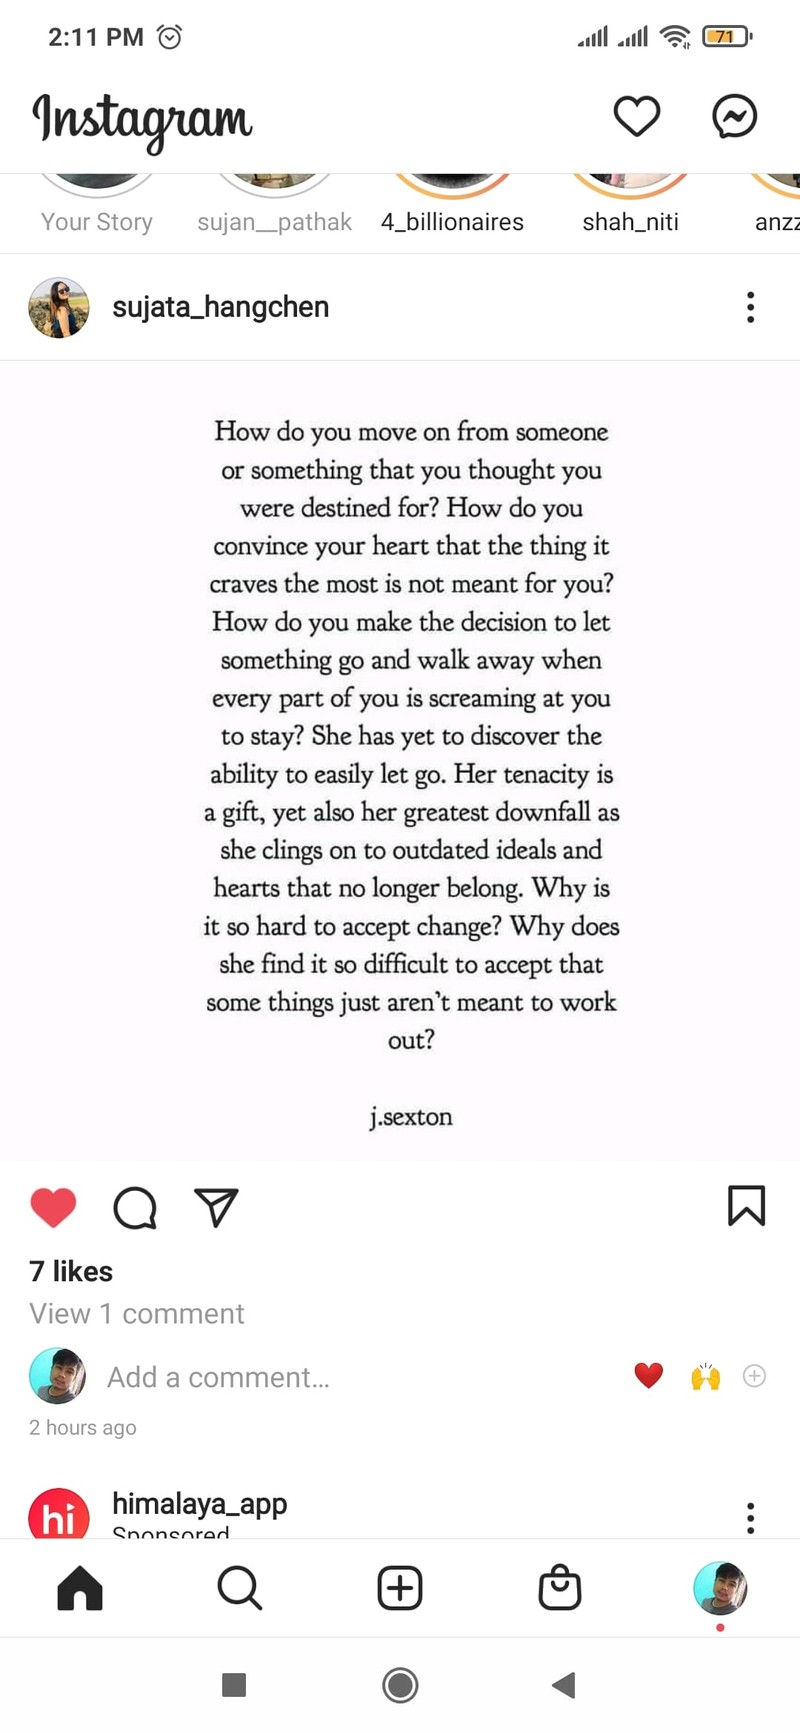 2:11 PM
71
Instagram
Your Story
sujan__pathak
4_billionaires
shah_niti
anzz
sujata_hangchen
How do you move on from someone
or something that you thought you
were destined for? How do you
convince your heart that the thing it
craves the most is not meant for you?
How do you make the decision to let
something go and walk away when
every part of you is screaming at you
to stay? She has yet to discover the
ability to easily let go. Her tenacity is
a gift, yet also her greatest downfall as
she clings on to outdated ideals and
hearts that no longer belong. Why is
it so hard to accept change? Why does
she find it so difficult to accept that
some things just aren't meant to work
out?
j.sexton
7 likes
View 1 comment
Add a comment...
2 hours ago
hi
himalaya_app
Sponsored